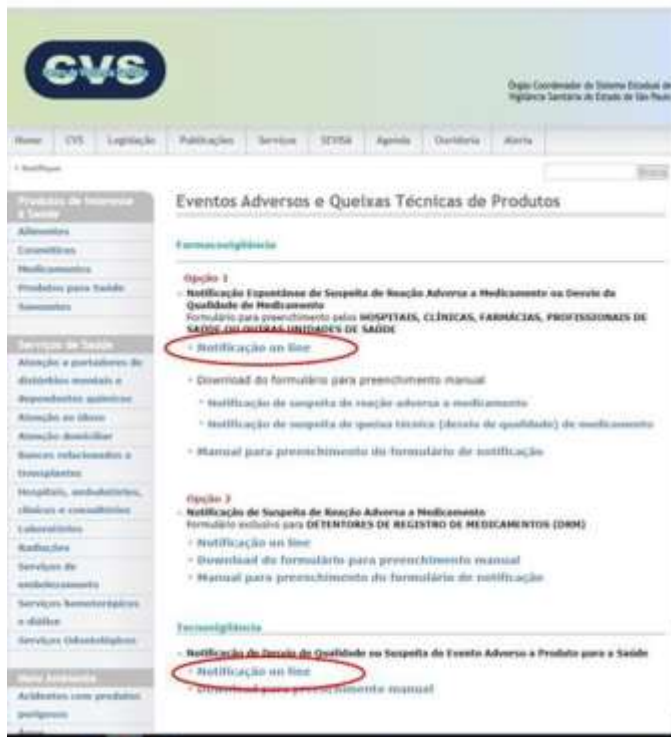 CVS
Órgão Coordenador do Sistema Estadual de
Vigilância Sanitária do Estado de São Paulo
Home CVS Legislação Publicações Serviços SEVISA Agenda Ouvidoria Alerta
Notifique
Busca
Produtos de Interesse
à Saúde
Alimentos
Cosméticos
Medicamentos
Produtos para Saúde
Saneantes
Serviços de Saúde
Atenção a portadores de
distúrbios mentais e
dependentes químicos
Atenção ao idoso
Atenção domiciliar
Bancos relacionados a
transplantes
Hospitais, ambulatórios,
clínicas e consultórios
Laboratórios
Radiações
Serviços de
embelezamento
Serviços hemoterápicos
e diálise
Serviços Odontológicos
Meio Ambiente
Acidentes com produtos
perigosos
Água
Eventos Adversos e Queixas Técnicas de Produtos
Farmacovigilância
Opção 1
Notificação Espontânea de Suspeita de Reação Adversa a Medicamento ou Desvio da
Qualidade de Medicamento
Formulário para preenchimento pelos HOSPITAIS, CLÍNICAS, FARMÁCIAS, PROFISSIONAIS DE
SAÚDE OU OUTRAS UNIDADES DE SAÚDE
Notificação on line
Download do formulário para preenchimento manual
Notificação de suspeita de reação adversa a medicamento
Notificação de suspeita de queixa técnica (desvio de qualidade) de medicamento
Manual para preenchimento do formulário de notificação
Opção 2
Notificação de Suspeita de Reação Adversa a Medicamento
Formulário exclusivo para DETENTORES DE REGISTRO DE MEDICAMENTOS (DRM)
Notificação on line
Download do formulário para preenchimento manual
Manual para preenchimento do formulário de notificação
Tecnovigilância
Notificação de Desvio de Qualidade ou Suspeita de Evento Adverso a Produto para a Saúde
Notificação on line
Download para preenchimento manual